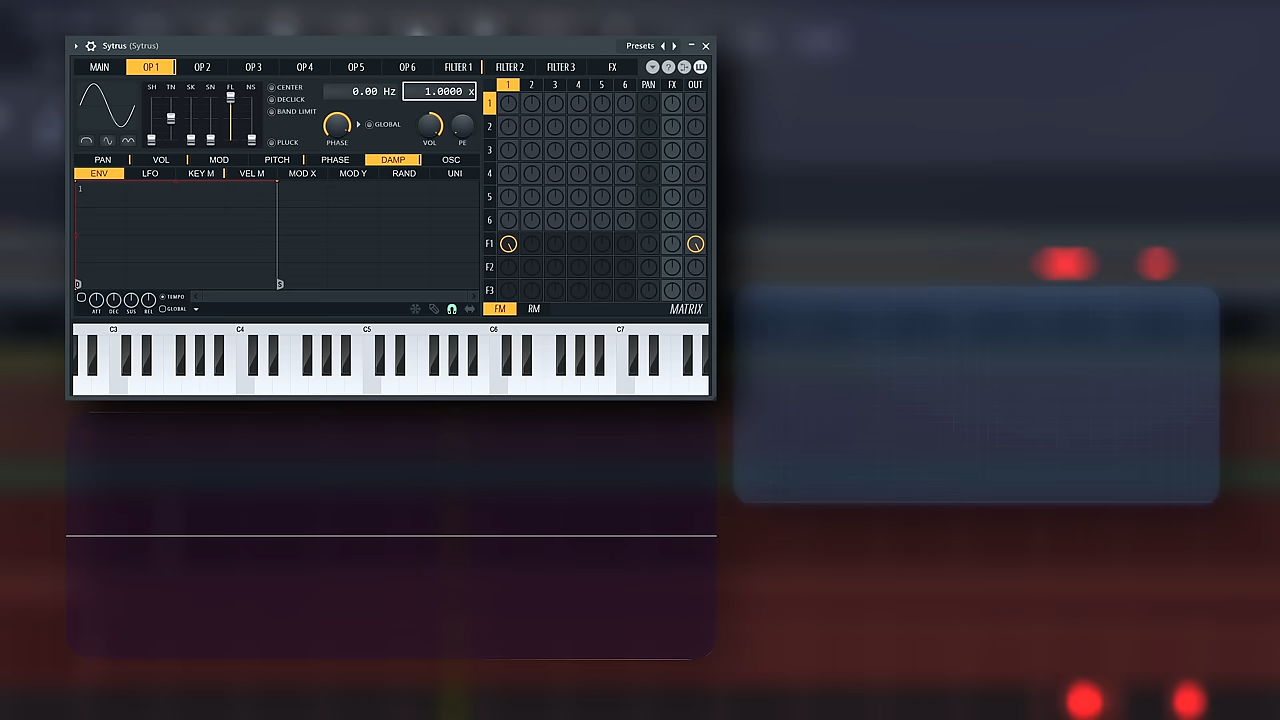 Sytrus (Sytrus) Presets
MAIN OP 1 OP 2 OP 3 OP 4 OP 5 OP 6 FILTER 1 FILTER 2 FILTER 3 FX
SH TN SK SN FL NS
CENTER
DECLICK
BAND LIMIT
PLUCK
0.00 Hz 1.0000 x
GLOBAL
PHASE VOL PE
1 2 3 4 5 6 PAN FX OUT
1
2
3
4
5
6
F1
F2
F3
PAN VOL MOD PITCH PHASE DAMP OSC
ENV LFO KEY M VEL M MOD X MOD Y RAND UNI
1
ATT DEC SUS REL
TEMPO
GLOBAL
FM RM MATRIX
C3 C4 C5 C6 C7